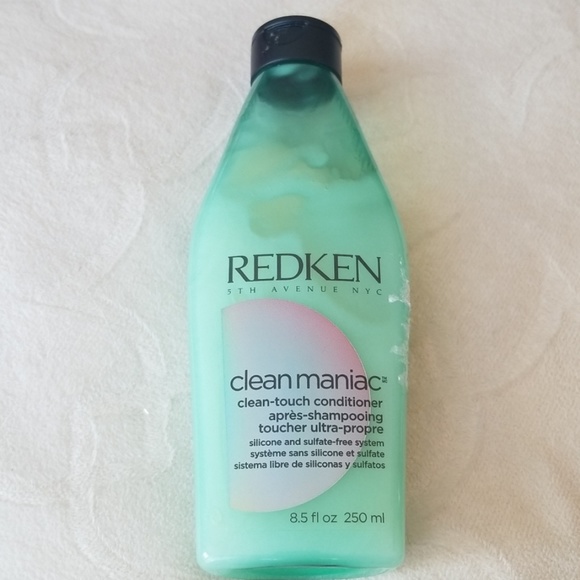 REDKEN
5TH AVENUE NYC
clean maniac™
clean-touch conditioner
après-shampooing
toucher ultra-propre
silicone and sulfate-free system
système sans silicone et sulfate
sistema libre de siliconas y sulfatos
8.5 fl oz 250 ml